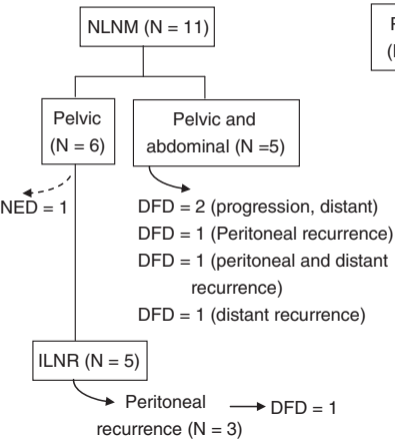 NLNM (N = 11)
Pelvic
(N = 6)
Pelvic and
abdominal (N =5)
NED = 1
DFD = 2 (progression, distant)
DFD = 1 (Peritoneal recurrence)
DFD = 1 (peritoneal and distant
recurrence)
DFD = 1 (distant recurrence)
ILNR (N = 5)
Peritoneal
recurrence (N = 3)
DFD = 1